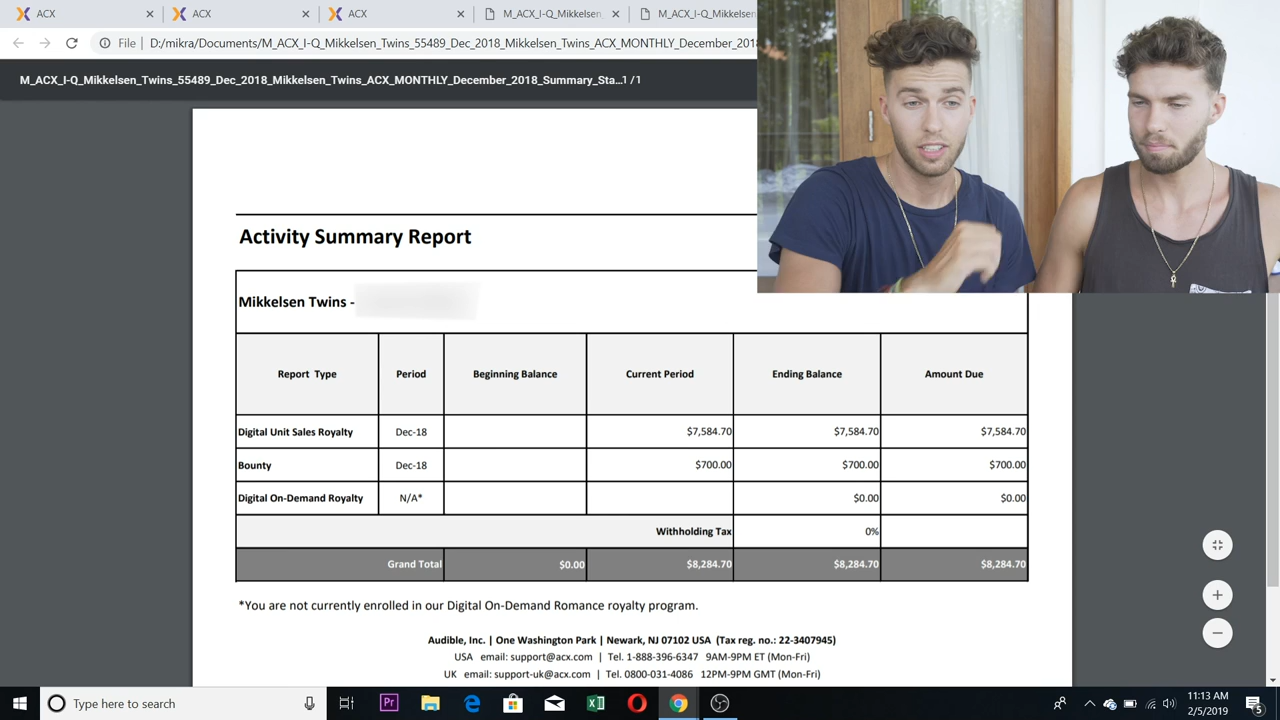 ACX
ACX
ACX
M_ACX_I-Q_Mikkelsen
M_ACX_I-Q_Mikkelsen
File | D:/mikra/Documents/M_ACX_I-Q_Mikkelsen_Twins_55489_Dec_2018_Mikkelsen_Twins_ACX_MONTHLY_December_2018
M_ACX_I-Q_Mikkelsen_Twins_55489_Dec_2018_Mikkelsen_Twins_ACX_MONTHLY_December_2018_Summary_Sta... 1 / 1
Activity Summary Report
Mikkelsen Twins -
Report Type Period Beginning Balance Current Period Ending Balance Amount Due
Digital Unit Sales Royalty Dec-18 $7,584.70 $7,584.70 $7,584.70
Bounty Dec-18 $700.00 $700.00 $700.00
Digital On-Demand Royalty N/A* $0.00 $0.00
Withholding Tax 0%
Grand Total $0.00 $8,284.70 $8,284.70 $8,284.70
*You are not currently enrolled in our Digital On-Demand Romance royalty program.
Audible, Inc. | One Washington Park | Newark, NJ 07102 USA (Tax reg. no.: 22-3407945)
USA email: support@acx.com | Tel. 1-888-396-6347 9AM-9PM ET (Mon-Fri)
UK email: support-uk@acx.com | Tel. 0800-031-4086 12PM-9PM GMT (Mon-Fri)
Type here to search
Pr
11:13 AM
2/5/2019
5